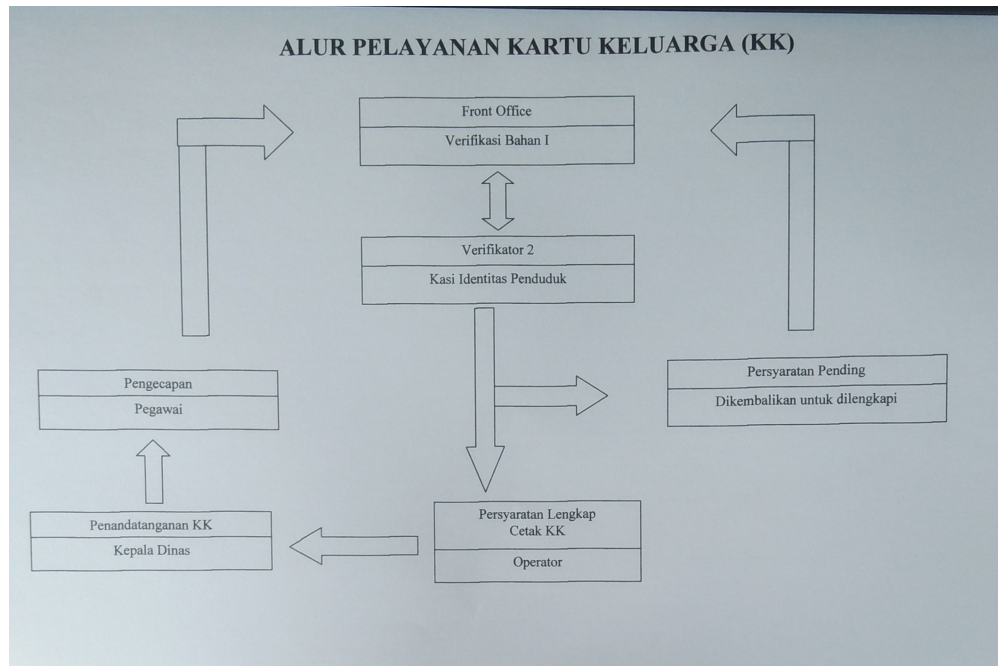 ALUR PELAYANAN KARTU KELUARGA (KK)
Front Office
Verifikasi Bahan I
Verifikator 2
Kasi Identitas Penduduk
Pengecapan
Pegawai
Persyaratan Pending
Dikembalikan untuk dilengkapi
Penandatanganan KK
Kepala Dinas
Persyaratan Lengkap
Cetak KK
Operator